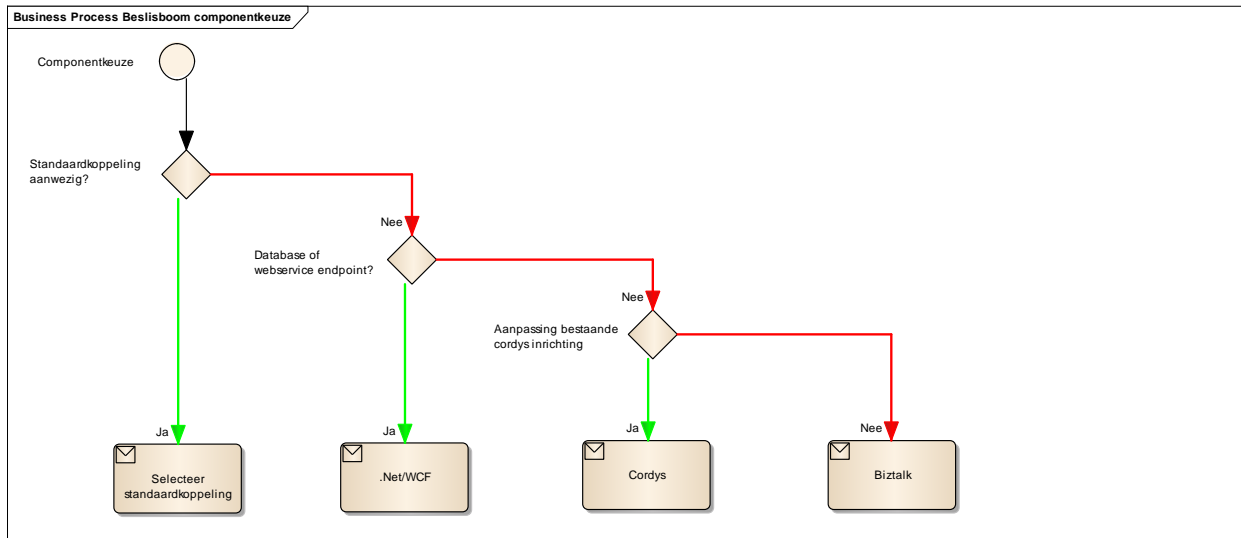 Business Process Beslisboom componentkeuze
Componentkeuze
Standaardkoppeling
aanwezig?
Nee
Database of
webservice endpoint?
Nee
Aanpassing bestaande
cordys inrichting
Ja
Ja
Ja
Nee
Selecteer
standaardkoppeling
.Net/WCF
Cordys
Biztalk